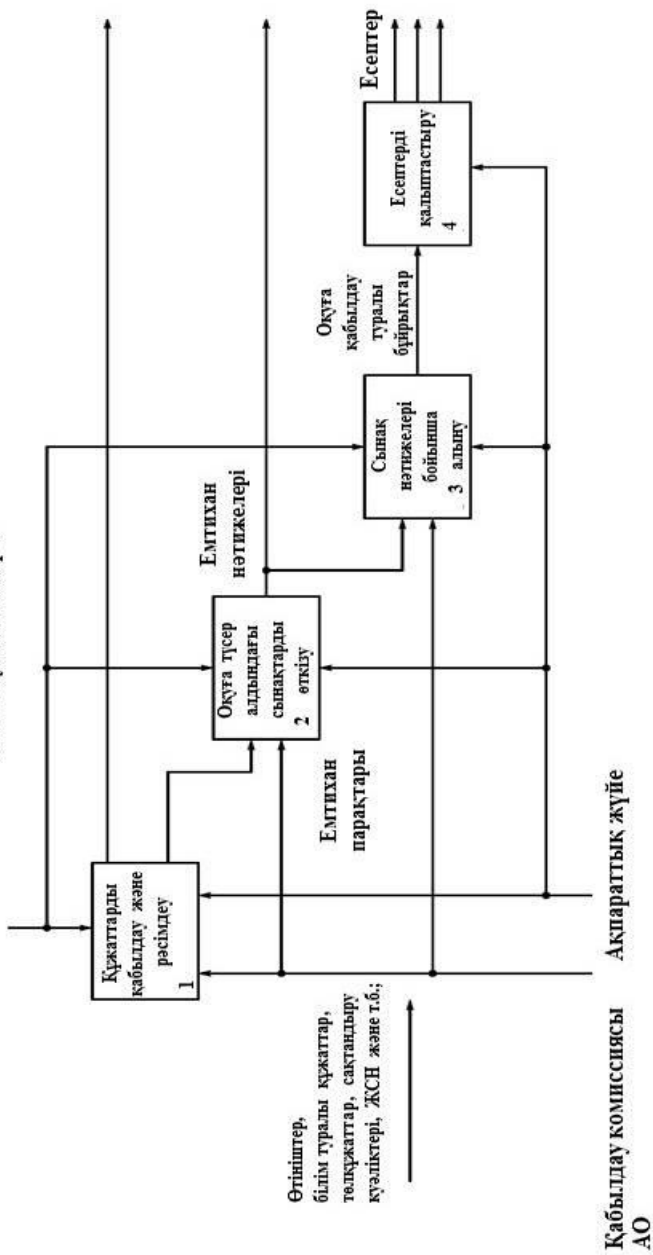 Құжаттарды
қабылдау және
рәсімдеу
1
Өтініштер,
білім туралы құжаттар,
төлқұжаттар, сақтандыру
куәліктері, ЖСН және т.б.;
Оқуға түсер
алдындағы
сынақтарды
2 өткізу
Емтихан
парақтары
Емтихан
нәтижелері
Сынақ
нәтижелері
бойынша
3 алыну
Оқуға
қабылдау
туралы
бұйрықтар
Есептерді
қалыптастыру
4
Есептер
Қабылдау комиссиясы
АО
Ақпараттық жүйе